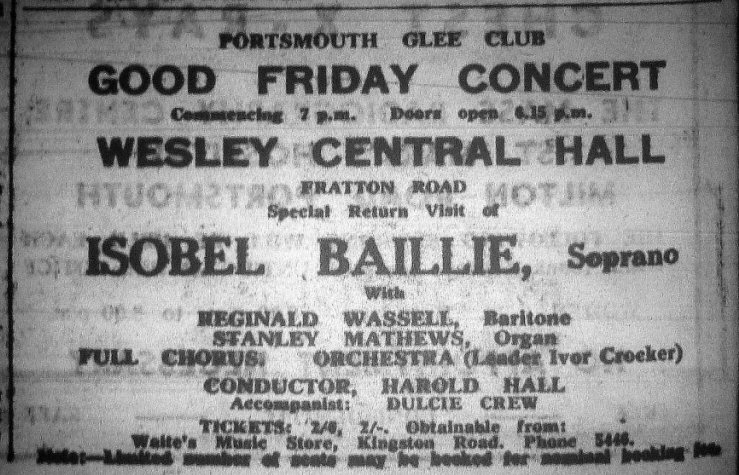 PORTSMOUTH GLEE CLUB
GOOD FRIDAY CONCERT
Commencing 7 p.m. Doors open 6.15 p.m.
WESLEY CENTRAL HALL
FRATTON ROAD
Special Return Visit of
ISOBEL BAILLIE, Soprano
With
REGINALD WASSELL, Baritone
STANLEY MATHEWS, Organ
FULL CHORUS. ORCHESTRA (Leader Ivor Crocker)
CONDUCTOR, HAROLD HALL
Accompanist: DULCIE CREW
TICKETS: 2/6, 2/-. Obtainable from:
Waite's Music Store, Kingston Road. Phone 5446.
Note:—Limited number of seats may be booked for nominal booking fee